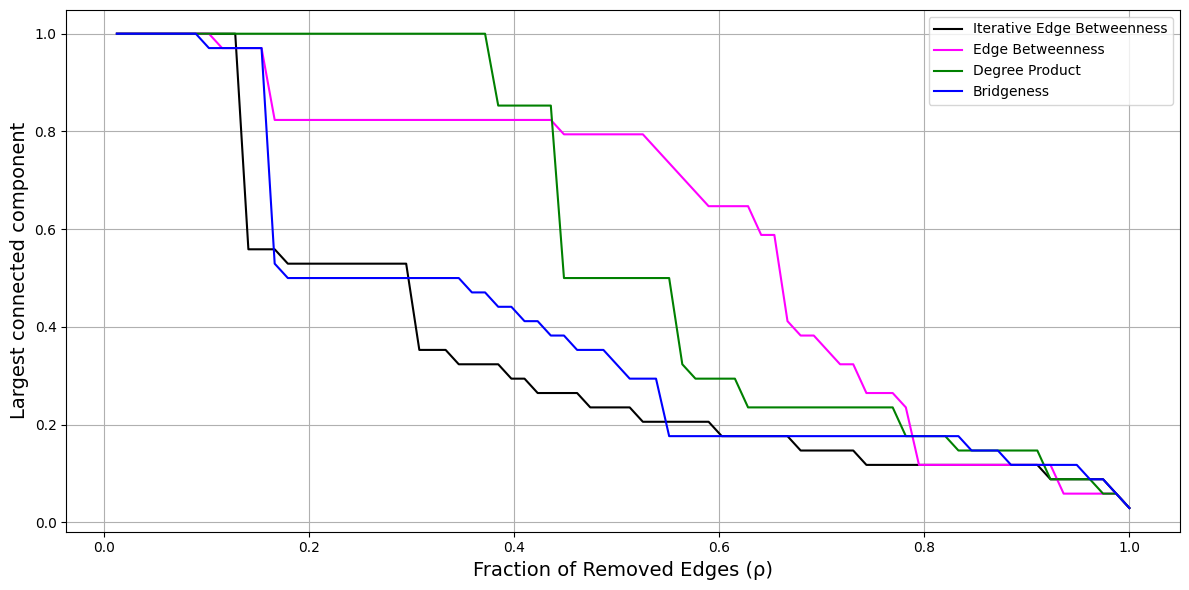 Iterative Edge Betweenness
Edge Betweenness
Degree Product
Bridgeness
Largest connected component
1.0
0.8
0.6
0.4
0.2
0.0
0.0 0.2 0.4 0.6 0.8 1.0
Fraction of Removed Edges (ρ)